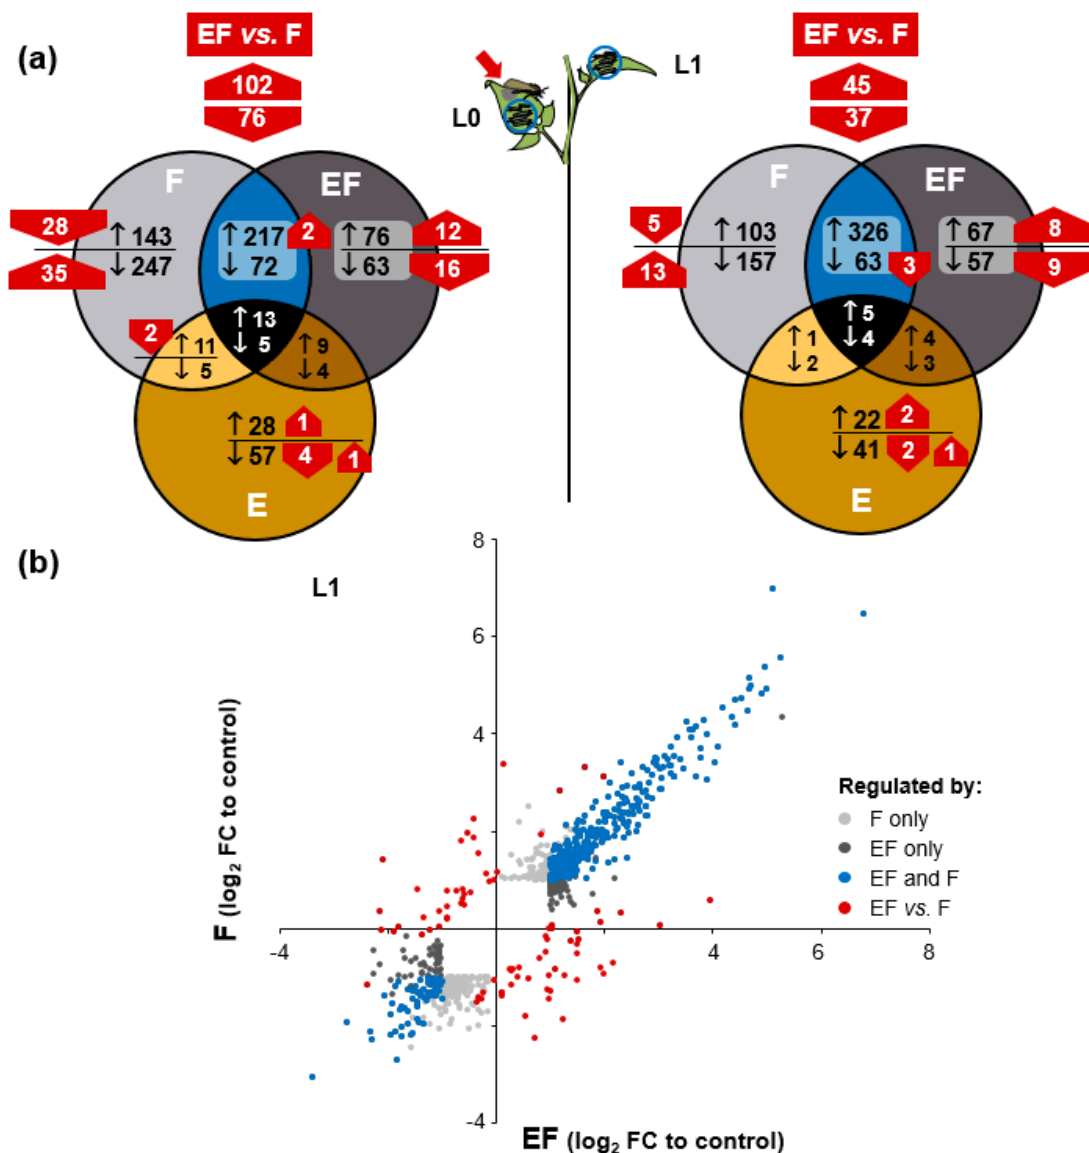 (a)
EF vs. F
102
76
F
EF
28
35
↑ 143
↓ 247
↑ 217
↓ 72
2
↑ 76
↓ 63
12
16
2
↑ 11
↓ 5
↑ 13
↓ 5
↑ 9
↓ 4
↑ 28
↓ 57
1
4
1
E
L0
L1
EF vs. F
45
37
F
EF
5
13
↑ 103
↓ 157
↑ 326
↓ 63
3
↑ 67
↓ 57
8
9
↑ 1
↓ 2
↑ 5
↓ 4
↑ 4
↓ 3
↑ 22
↓ 41
2
2
1
E
(b)
L1
8
6
4
-4
4
6
8
-4
F (log₂ FC to control)
EF (log₂ FC to control)
Regulated by:
F only
EF only
EF and F
EF vs. F